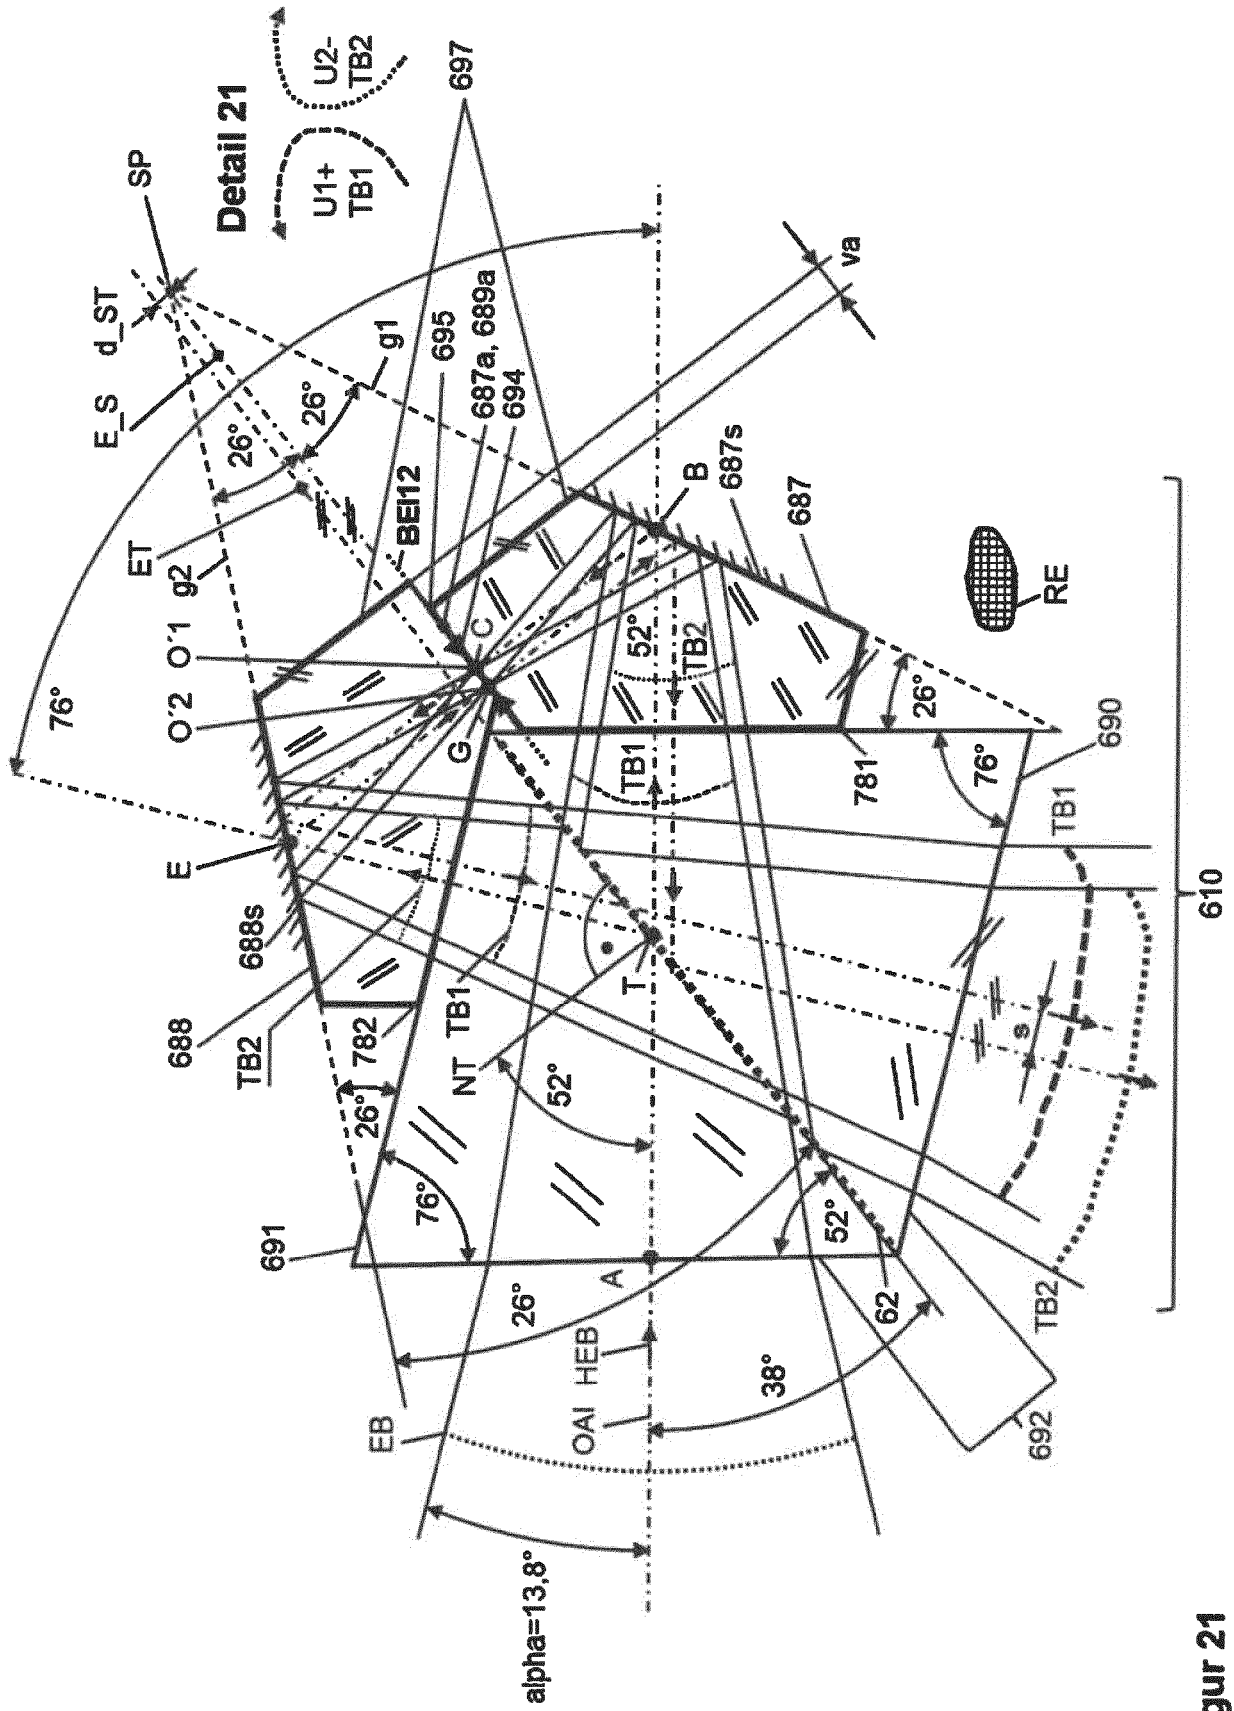 alpha=13,8°
EB
OAI HEB
A
38°
26°
691
76°
692
62
52°
TB2
TB1
52°
NT
TB1
T
26°
782
TB2
688
688s
E
s
610
76°
690
781
26°
TB1
G
52°
TB2
C
B
687s
687
RE
O´2
O´1
g2
ET
E_S
d_ST
SP
76°
26°
26°
BEI12
g1
695
687a, 689a
694
697
va
Detail 21
U1+
TB1
U2-
TB2
gur 21